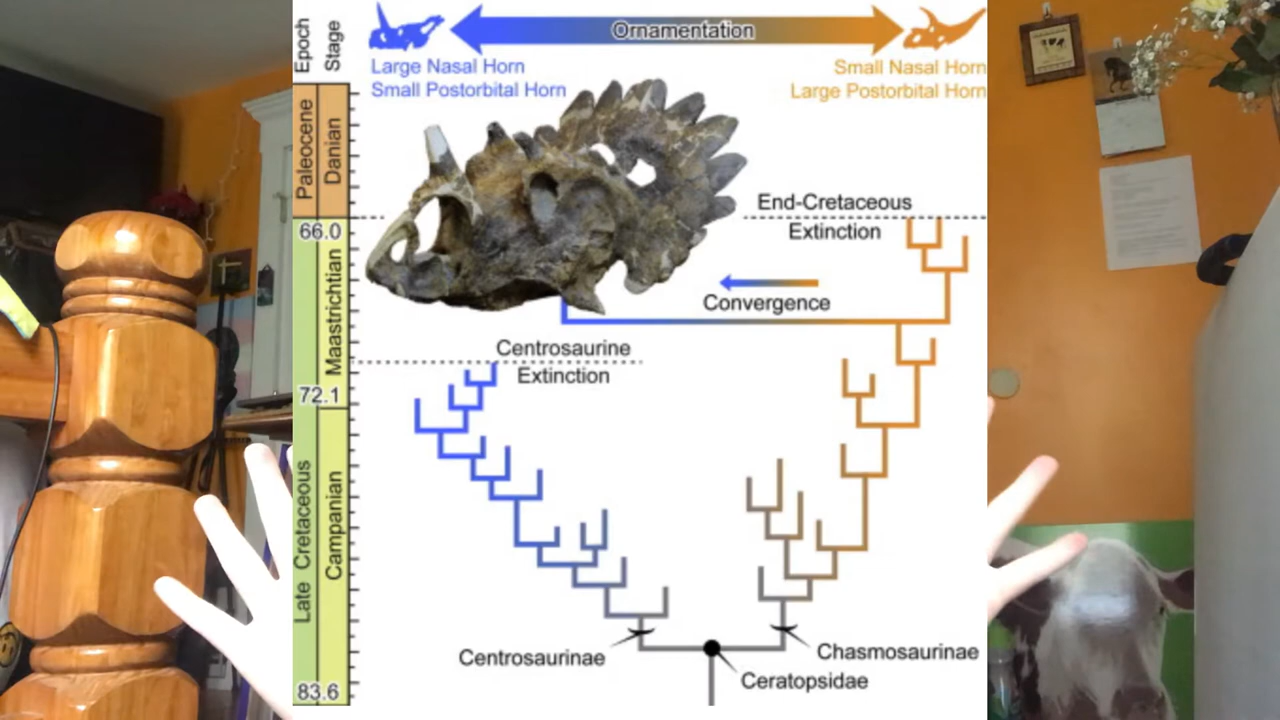 Epoch
Stage
Ornamentation
Large Nasal Horn
Small Postorbital Horn
Small Nasal Horn
Large Postorbital Horn
Paleocene
Danian
End-Cretaceous
Extinction
66.0
Maastrichtian
Convergence
Centrosaurine
Extinction
72.1
Late Cretaceous
Campanian
Centrosaurinae
Chasmosaurinae
Ceratopsidae
83.6